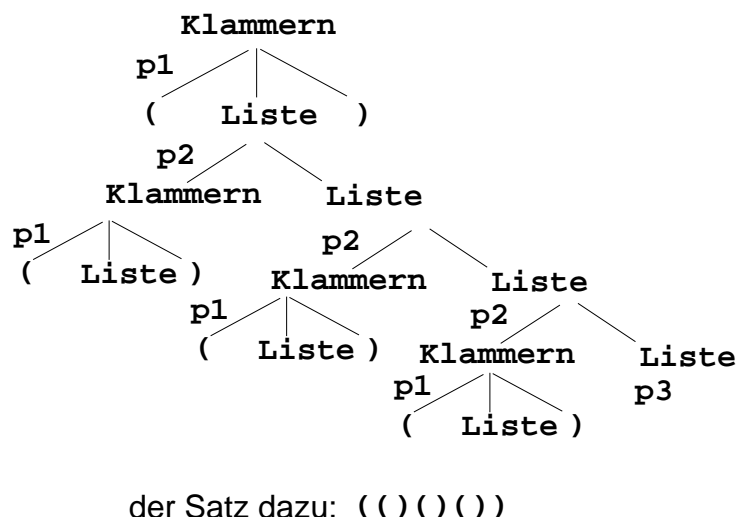 Klammern
p1
( Liste )
p2
Klammern Liste
p1 p2
( Liste ) Klammern Liste
p1 p2
( Liste ) Klammern Liste
p1 p3
( Liste )
der Satz dazu: ( ( ) ( ) ( ) )